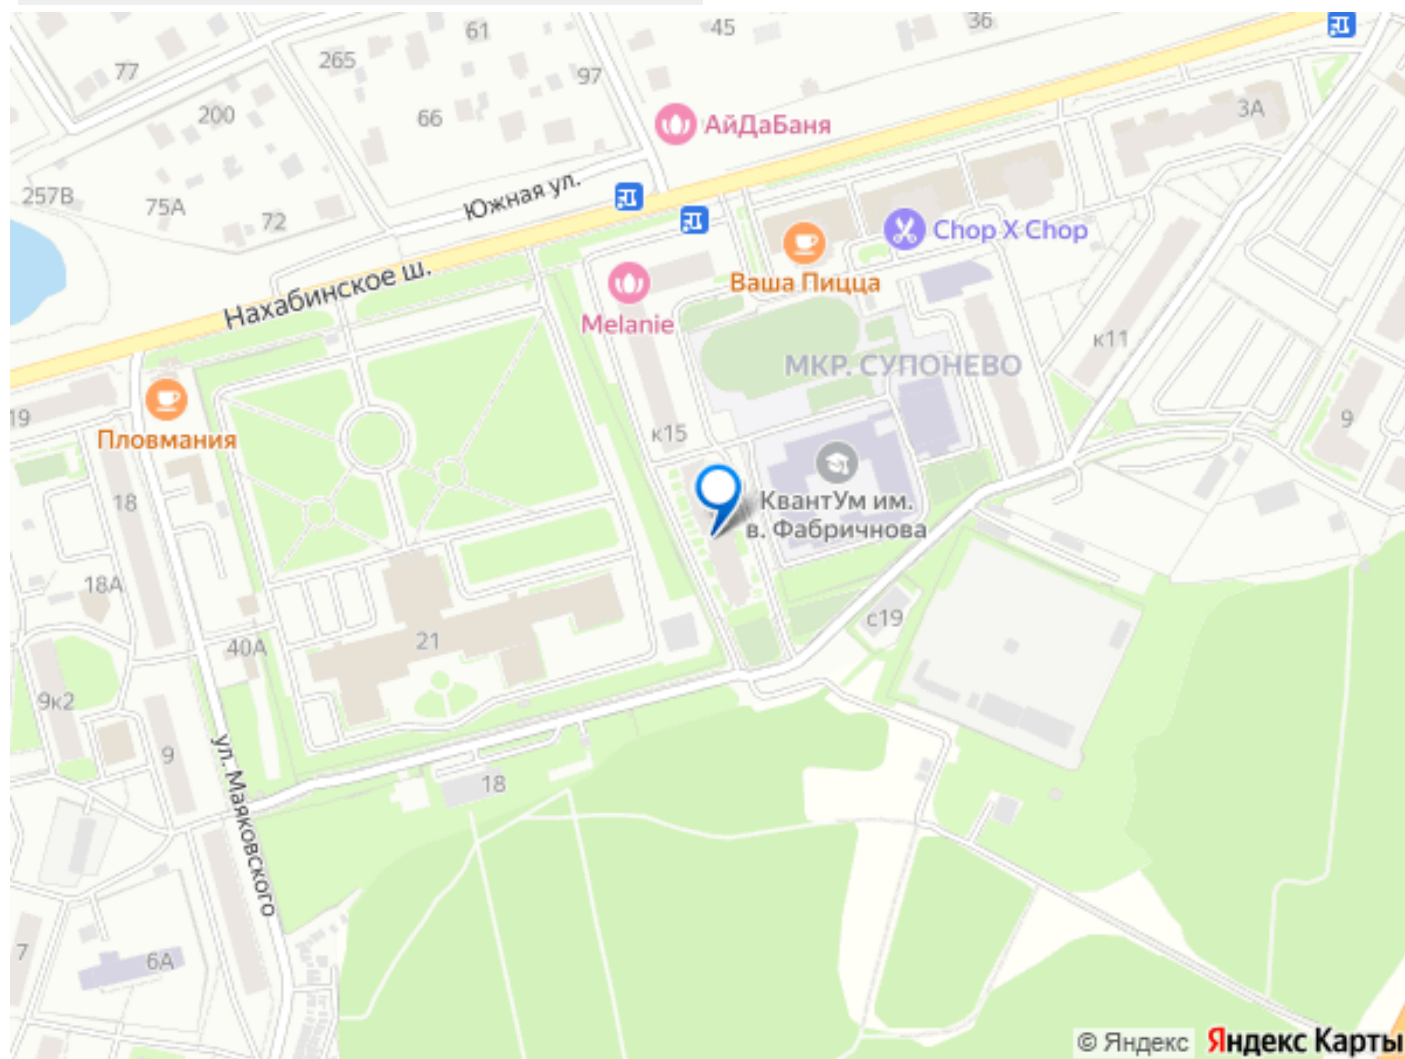 61
45
36
265
77
97
200
66
АйДаБаня
3А
257В
75А
72
Южная ул.
Chop X Chop
Ваша Пицца
Нахабинское ш.
Melanie
к11
МКР. СУПОНЕВО
19
Пловмания
к15
9
18
КвантУм им.
в. Фабричнова
18А
с19
21
40А
9к2
9
ул. Маяковского
18
7
6А
© Яндекс Яндекс Карты